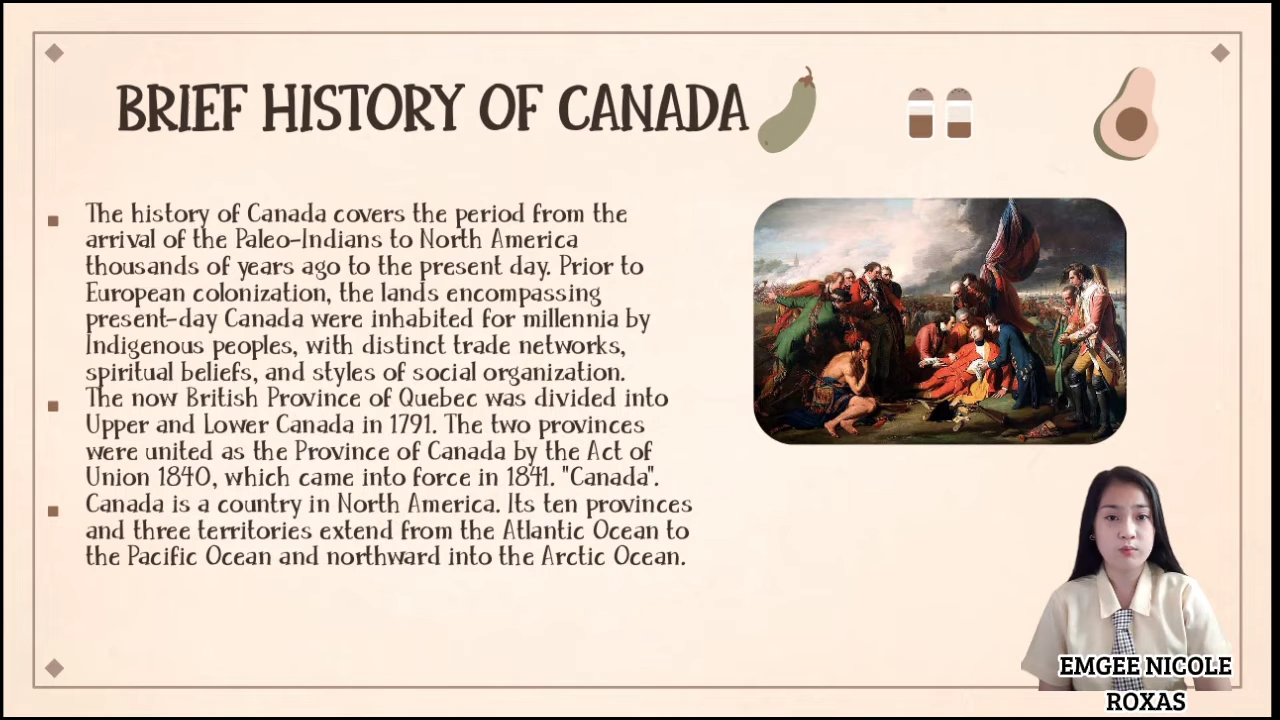 BRIEF HISTORY OF CANADA
The history of Canada covers the period from the
arrival of the Paleo-Indians to North America
thousands of years ago to the present day. Prior to
European colonization, the lands encompassing
present-day Canada were inhabited for millennia by
Indigenous peoples, with distinct trade networks,
spiritual beliefs, and styles of social organization.
The now British Province of Quebec was divided into
Upper and Lower Canada in 1791. The two provinces
were united as the Province of Canada by the Act of
Union 1840, which came into force in 1841. "Canada".
Canada is a country in North America. Its ten provinces
and three territories extend from the Atlantic Ocean to
the Pacific Ocean and northward into the Arctic Ocean.
EMGEE NICOLE
ROXAS